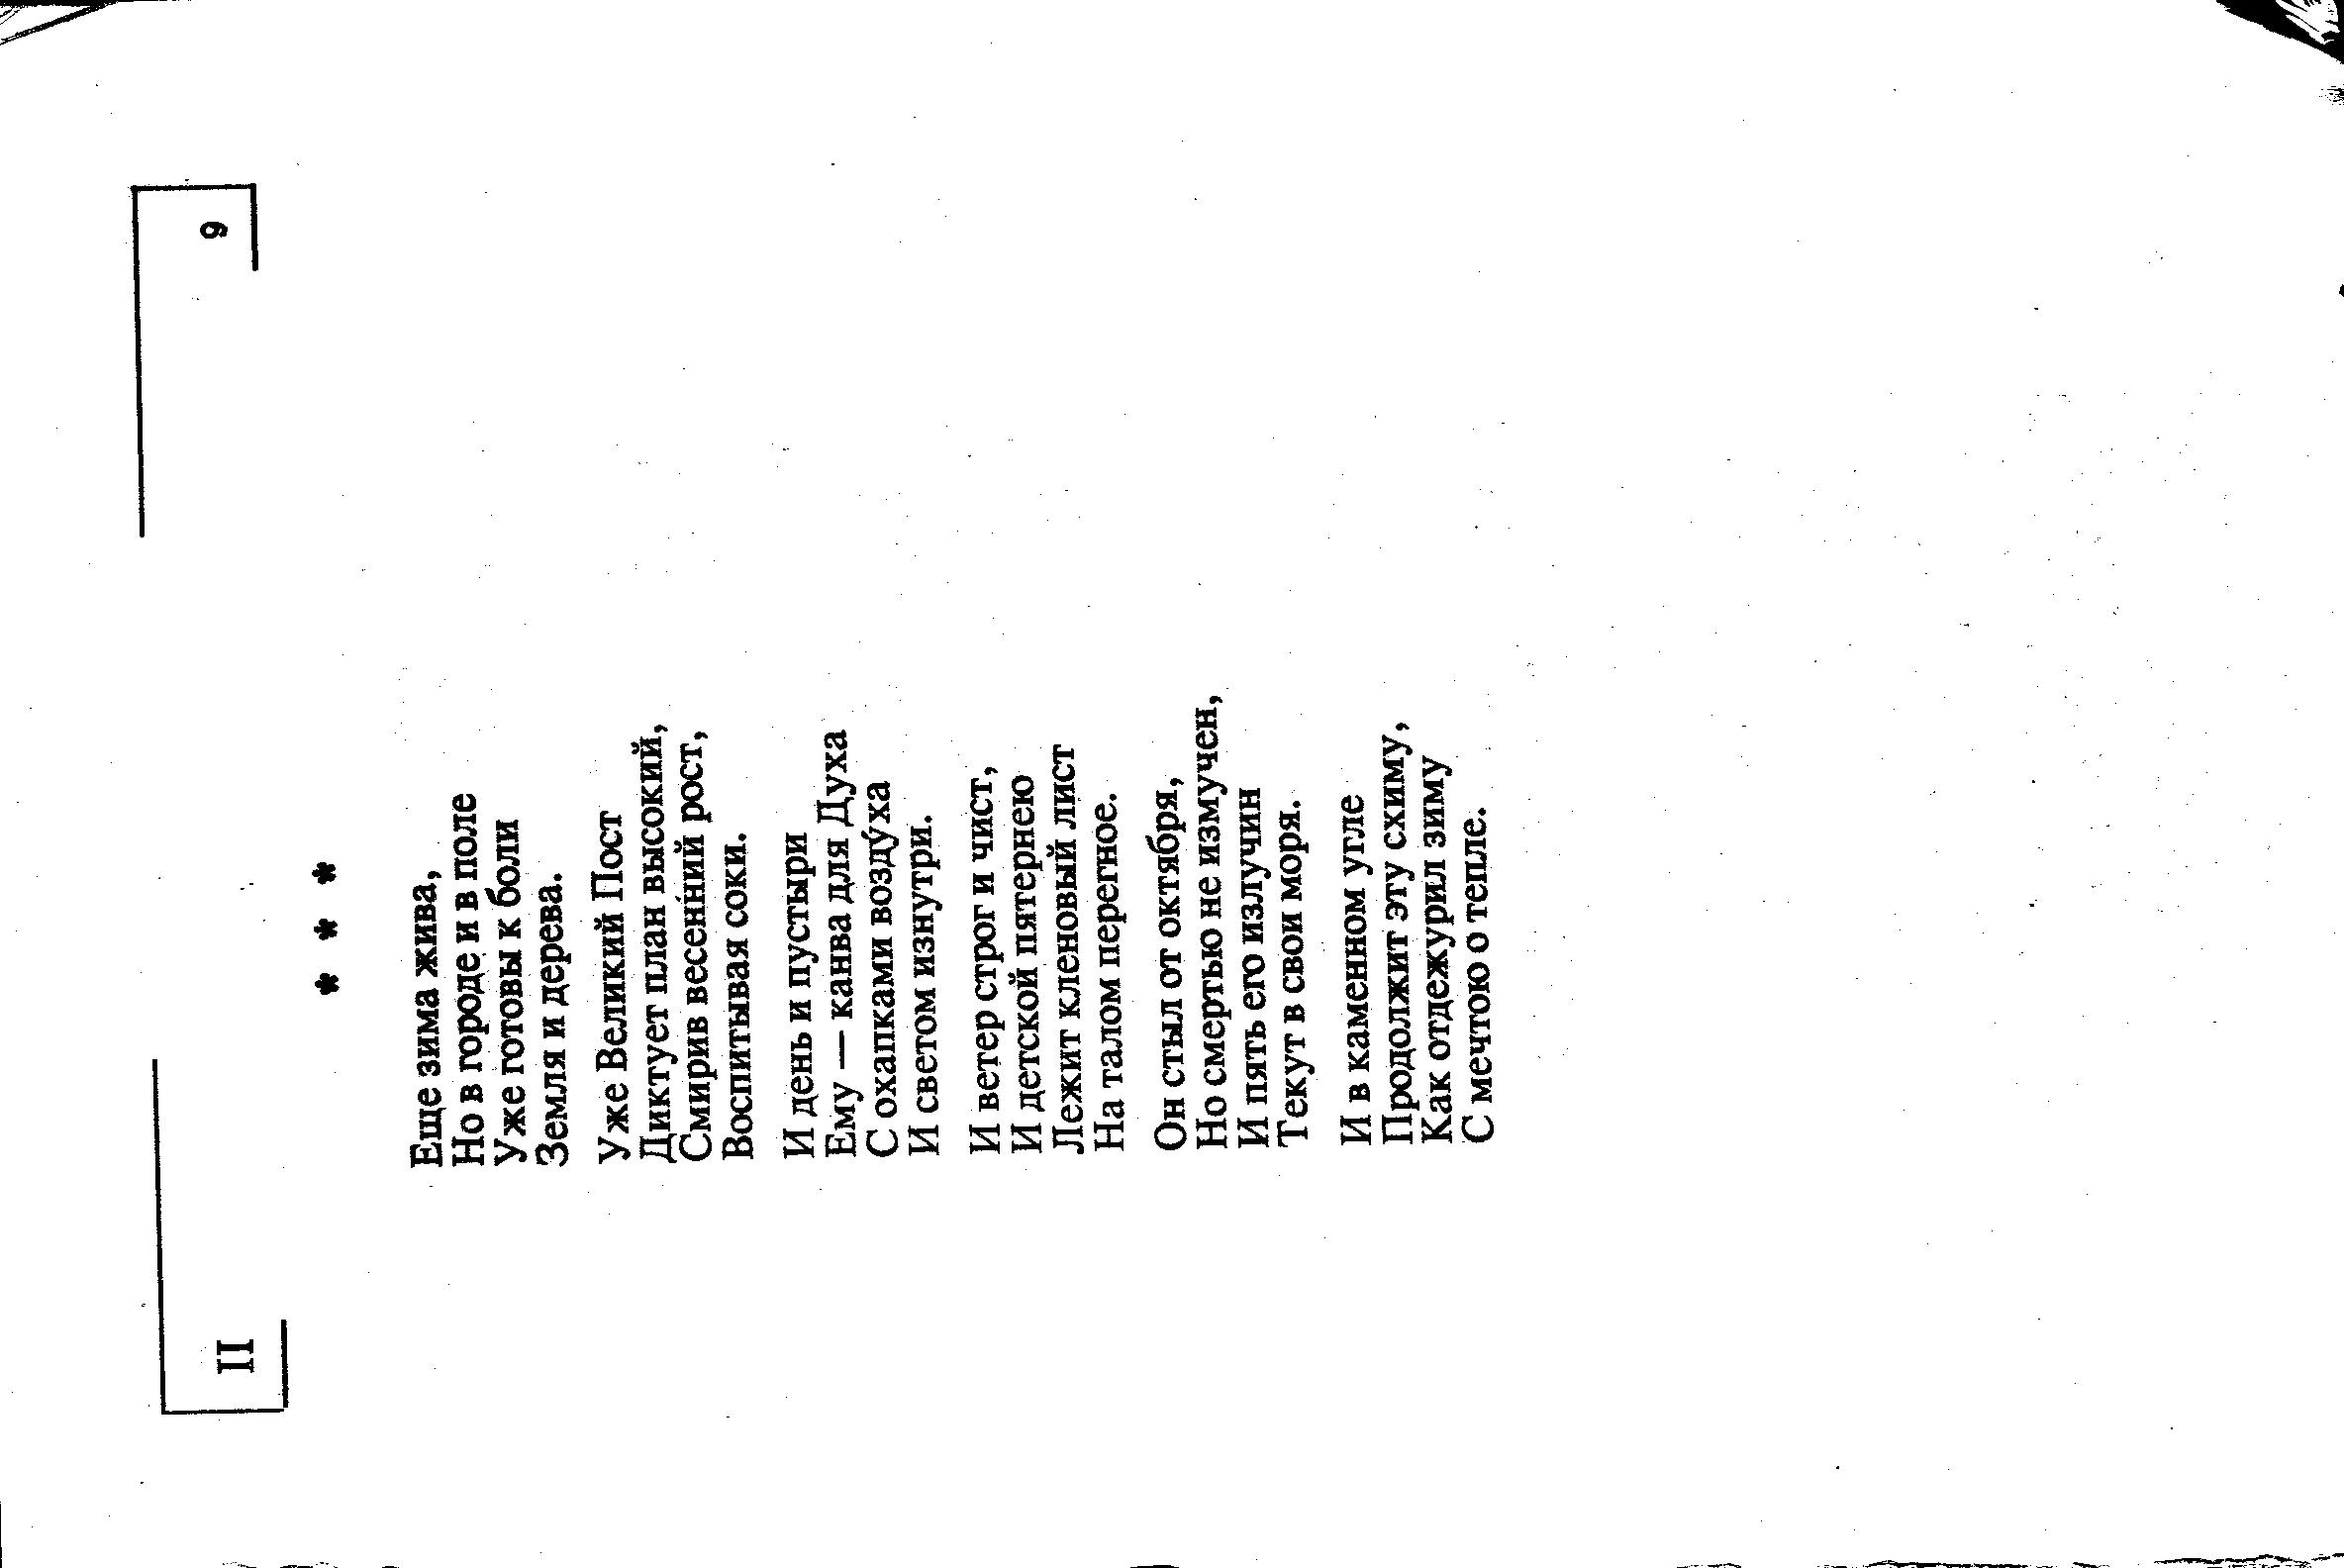 II
9
* * *
Еще зима жива,
Но в городе и в поле
Уже готовы к боли
Земля и дерева.
Уже Великий Пост
Диктует план высокий,
Смирив весенний рост,
Воспитывая соки.
И день и пустыри
Ему — канва для Духа
С охапками возду́ха
И светом изнутри.
И ветер строг и чист,
И детской пятернею
Лежит кленовый лист
На талом перегное.
Он стыл от октября,
Но смертью не измучен,
И пять его излучин
Текут в свои моря.
И в каменном угле
Продолжит эту схиму,
Как отдежурил зиму
С мечтою о тепле.